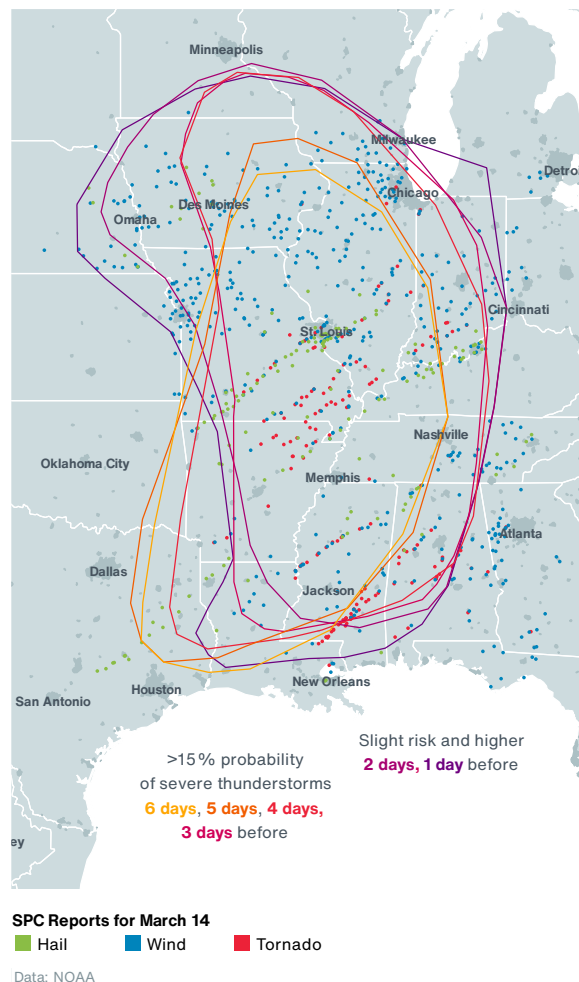 Minneapolis
Milwaukee
Detro
Chicago
Des Moines
Omaha
Cincinnati
St. Louis
Nashville
Oklahoma City
Memphis
Atlanta
Dallas
Jackson
New Orleans
Houston
San Antonio
Slight risk and higher
2 days, 1 day before
>15 % probability
of severe thunderstorms
6 days, 5 days, 4 days,
3 days before
ey
SPC Reports for March 14
Hail Wind Tornado
Data: NOAA